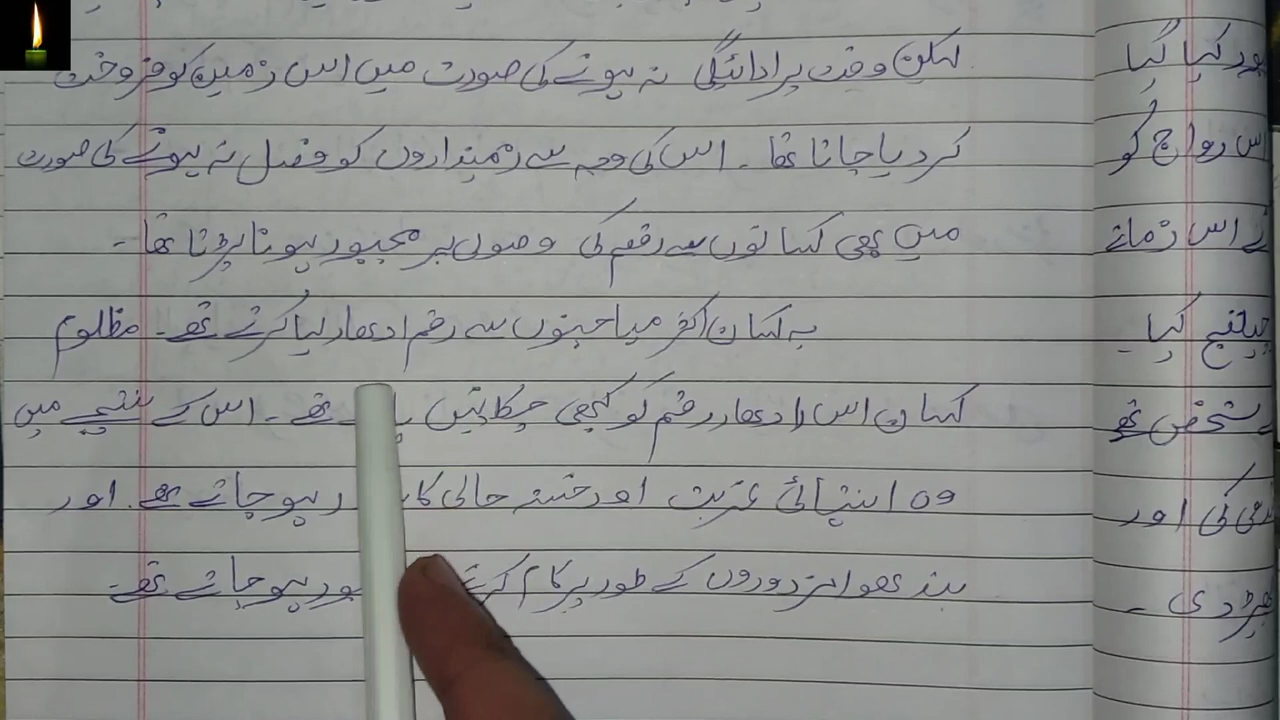 لیکن وقت پر ادائیگی نہ ہونے کی صورت میں اس زمین کو فروخت
کر دیا جاتا تھا۔ اس کی وجہ سے زمینداروں کو فصل نہ ہونے کی صورت
میں بھی کسانوں سے رقم کی وصولی پر مجبور ہونا پڑتا تھا۔
یہ کسان اکثر مہاجنوں سے رقم ادھار لیا کرتے تھے۔ مظلوم
کسان اس ادھار رقم کو کبھی چکا نہیں تھے۔ اس کے نتیجے میں
وہ انتہائی غربت اور خستہ حالی کا ہو جاتے تھے۔ اور
بندھوا مزدوروں کے طور پر کام کرنے ہو جاتے تھے۔
کیا گیا
اس رواج کو
نے اس زمانے
چیلنج کیا۔
شخص تھے
کی اور
دی۔